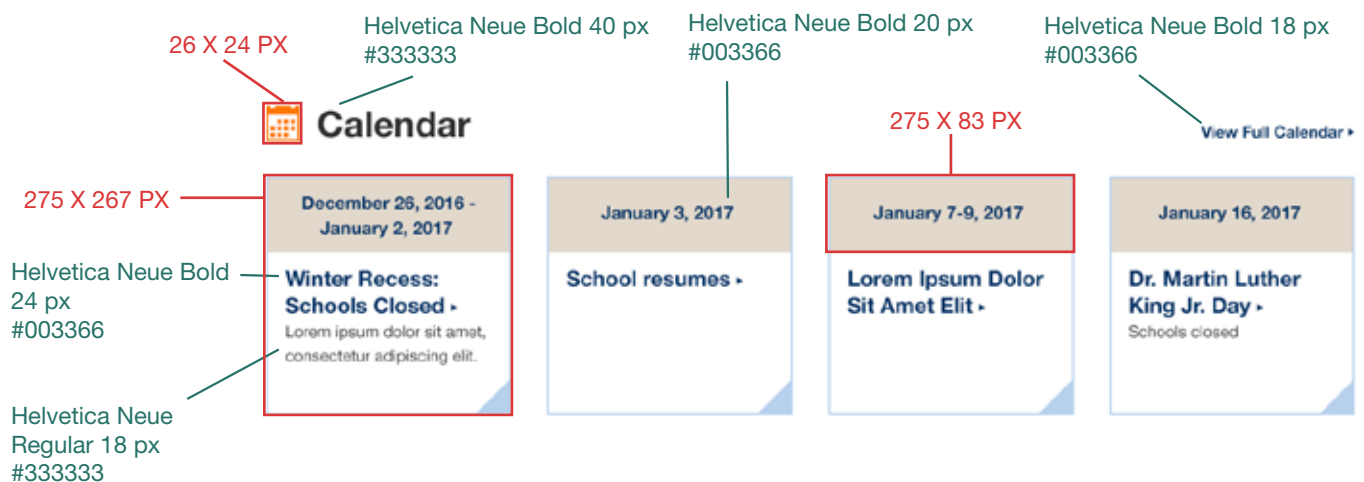 26 X 24 PX
Helvetica Neue Bold 40 px
#333333
Helvetica Neue Bold 20 px
#003366
Helvetica Neue Bold 18 px
#003366
Calendar
275 X 83 PX
View Full Calendar ▸
275 X 267 PX
December 26, 2016 -
January 2, 2017
January 3, 2017
January 7-9, 2017
January 16, 2017
Helvetica Neue Bold
24 px
#003366
Winter Recess:
Schools Closed ▸
Lorem ipsum dolor sit amet,
consectetur adipiscing elit.
School resumes ▸
Lorem Ipsum Dolor
Sit Amet Elit ▸
Dr. Martin Luther
King Jr. Day ▸
Schools closed
Helvetica Neue
Regular 18 px
#333333